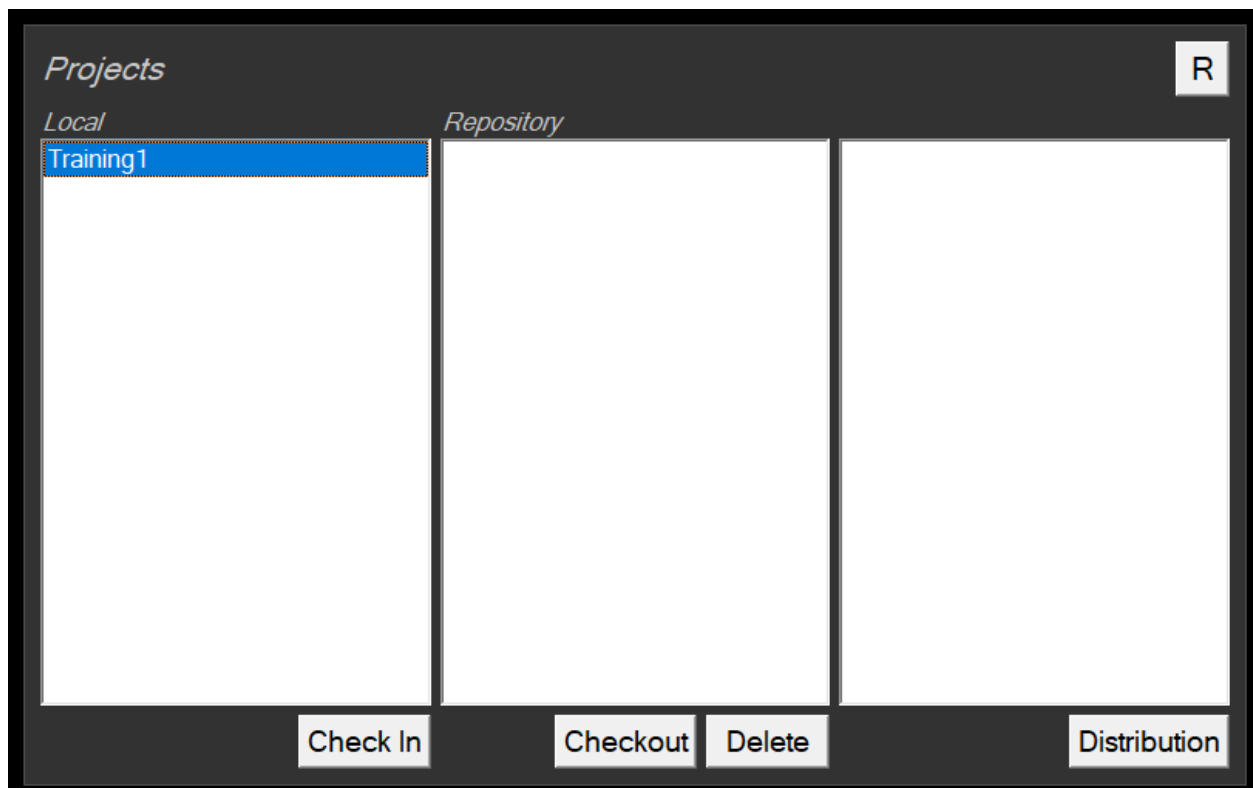 Projects
R
Local
Repository
Training1
Check In
Checkout
Delete
Distribution